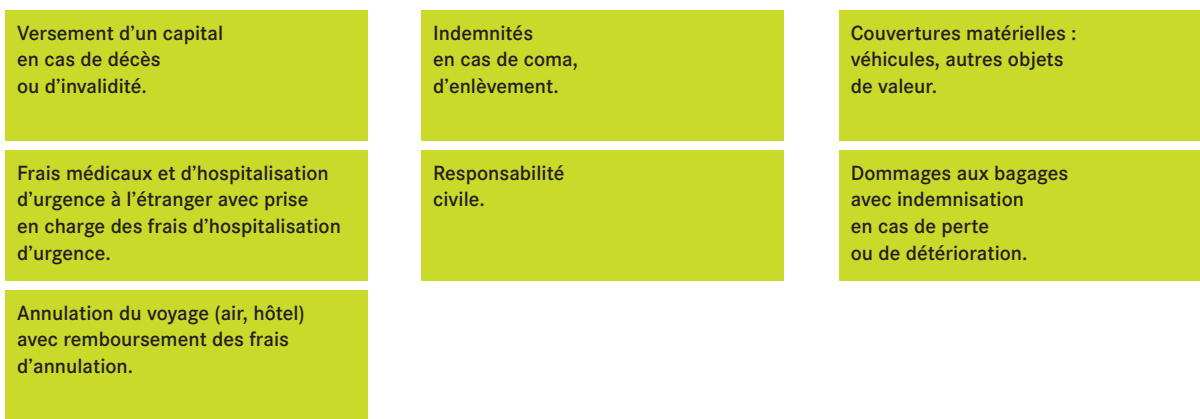 Versement d’un capital
en cas de décès
ou d’invalidité.
Indemnités
en cas de coma,
d’enlèvement.
Couvertures matérielles :
véhicules, autres objets
de valeur.
Frais médicaux et d’hospitalisation
d’urgence à l’étranger avec prise
en charge des frais d’hospitalisation
d’urgence.
Responsabilité
civile.
Dommages aux bagages
avec indemnisation
en cas de perte
ou de détérioration.
Annulation du voyage (air, hôtel)
avec remboursement des frais
d’annulation.